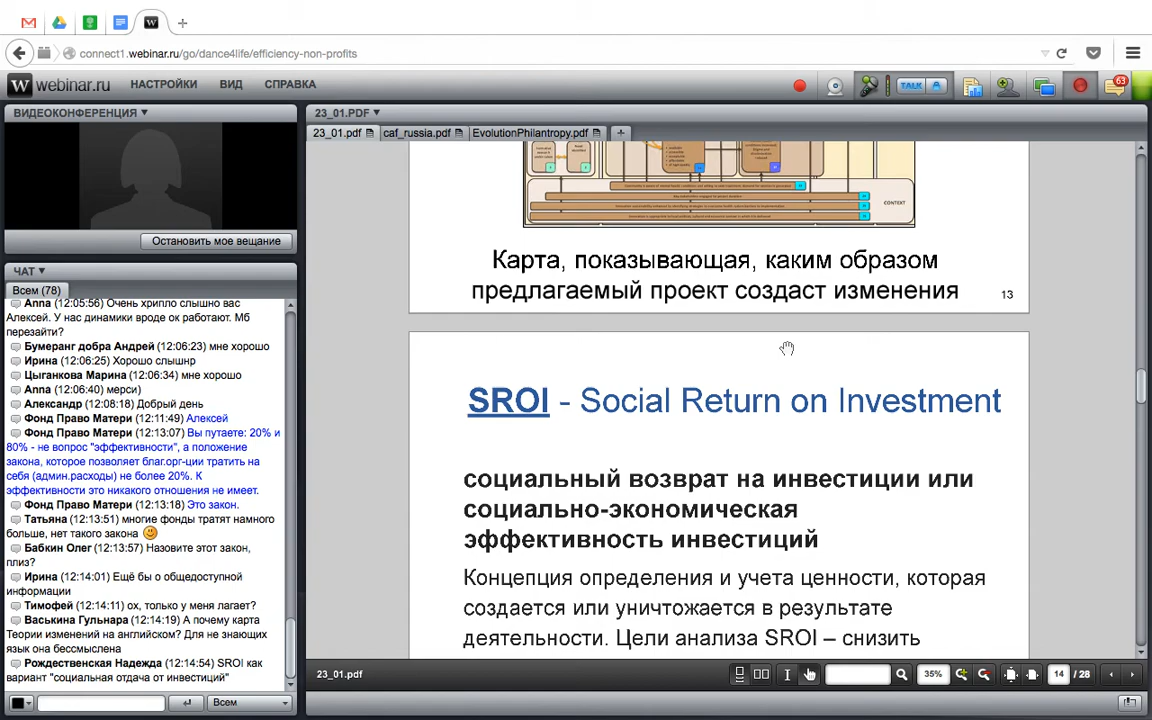 connect1.webinar.ru/go/dance4life/efficiency-non-profits
W webinar.ru НАСТРОЙКИ ВИД СПРАВКА TALK 63
ВИДЕОКОНФЕРЕНЦИЯ
Остановить мое вещание
ЧАТ
Всем (78)
Anna (12:05:56) Очень хрипло слышно вас
Алексей. У нас динамики вроде ок работают. Мб
перезайти?
Бумеранг добра Андрей (12:06:23) мне хорошо
Ирина (12:06:25) Хорошо слышнр
Цыганкова Марина (12:06:34) мне хорошо
Anna (12:06:40) мерси)
Александр (12:08:18) Добрый день
Фонд Право Матери (12:11:49) Алексей
Фонд Право Матери (12:13:07) Вы путаете: 20% и
80% - не вопрос "эффективности", а положение
закона, которое позволяет благ.орг-ции тратить на
себя (админ.расходы) не более 20%. К
эффективности это никакого отношения не имеет.
Фонд Право Матери (12:13:18) Это закон.
Татьяна (12:13:51) многие фонды тратят намного
больше, нет такого закона
Бабкин Олег (12:13:57) Назовите этот закон,
плиз?
Ирина (12:14:01) Ещё бы о общедоступной
информации
Тимофей (12:14:11) ох, только у меня лагает?
Васькина Гульнара (12:14:19) А почему карта
Теории изменений на английском? Для не знающих
язык она бессмыслена
Рождественская Надежда (12:14:54) SROI как
вариант "социальная отдача от инвестиций"
Всем
23_01.PDF
23_01.pdf caf_russia.pdf EvolutionPhilantropy.pdf
CONTEXT
Карта, показывающая, каким образом
предлагаемый проект создаст изменения
13
SROI - Social Return on Investment
социальный возврат на инвестиции или
социально-экономическая
эффективность инвестиций
Концепция определения и учета ценности, которая
создается или уничтожается в результате
деятельности. Цели анализа SROI – снизить
23_01.pdf 35% 14 / 28